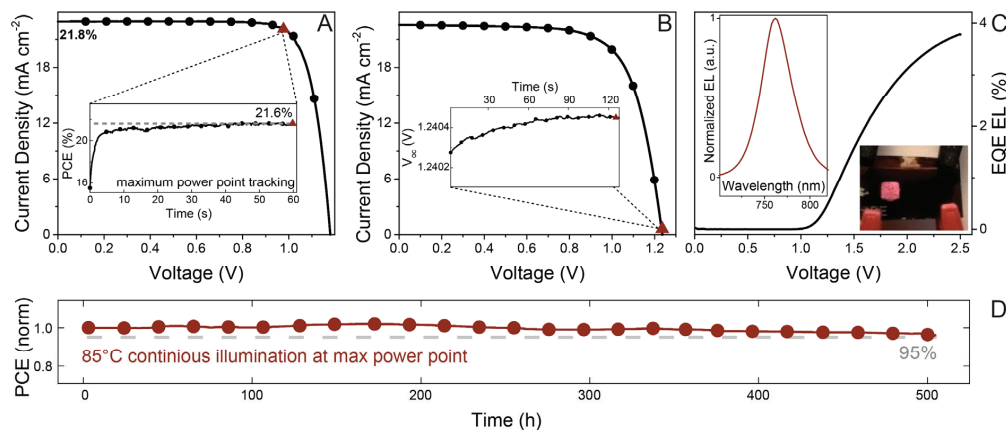 A
Current Density (mA cm⁻²)
24
18
12
6
0
21.8%
21.6%
PCE (%)
20
16
maximum power point tracking
0 10 20 30 40 50 60
Time (s)
0.0 0.2 0.4 0.6 0.8 1.0
Voltage (V)
B
Current Density (mA cm⁻²)
22
18
12
6
0
Time (s)
30 60 90 120
V∞ (V)
1.2404
1.2402
0.0 0.2 0.4 0.6 0.8 1.0 1.2
Voltage (V)
C
Normalized EL (a.u.)
1
0
Wavelength (nm)
760 800
EQE EL (%)
4
2
0
0.0 0.5 1.0 1.5 2.0 2.5
Voltage (V)
D
PCE (norm)
1.0
0.8
85°C continious illumination at max power point
95%
0 100 200 300 400 500
Time (h)